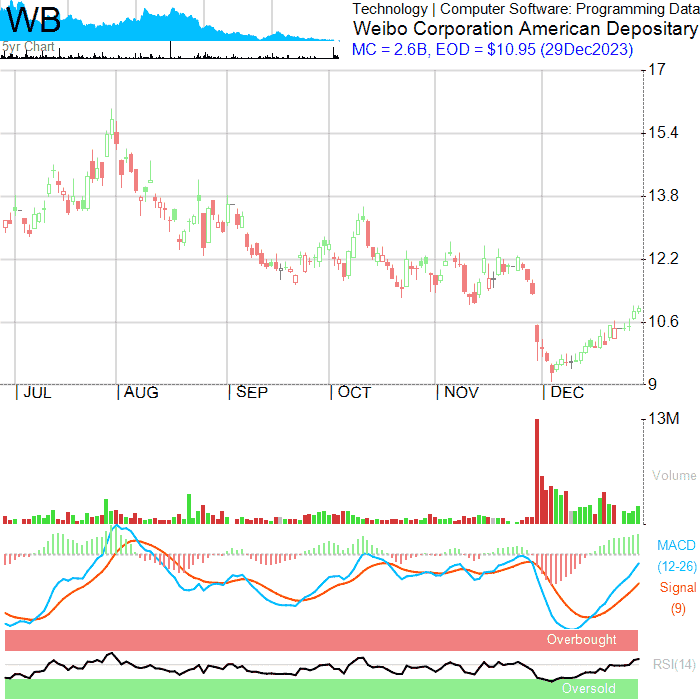 WB
5yr Chart
Technology | Computer Software: Programming Data
Weibo Corporation American Depositary
MC = 2.6B, EOD = $10.95 (29Dec2023)
17
15.4
13.8
12.2
10.6
9
JUL AUG SEP OCT NOV DEC
13M
Volume
MACD
(12-26)
Signal
(9)
Overbought
RSI(14)
Oversold